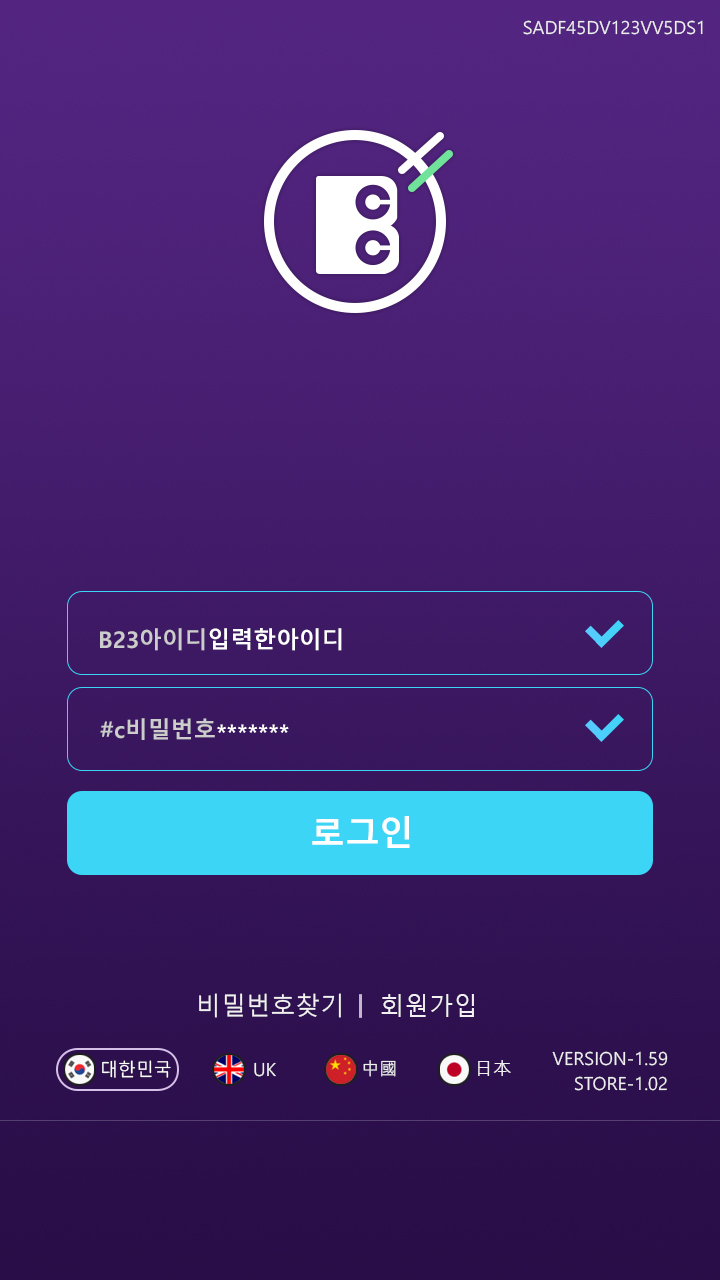 SADF45DV123VV5DS1
BCC
B23아이디입력한아이디
#c비밀번호*******
로그인
비밀번호찾기 | 회원가입
대한민국 UK 中國 日本
VERSION-1.59
STORE-1.02